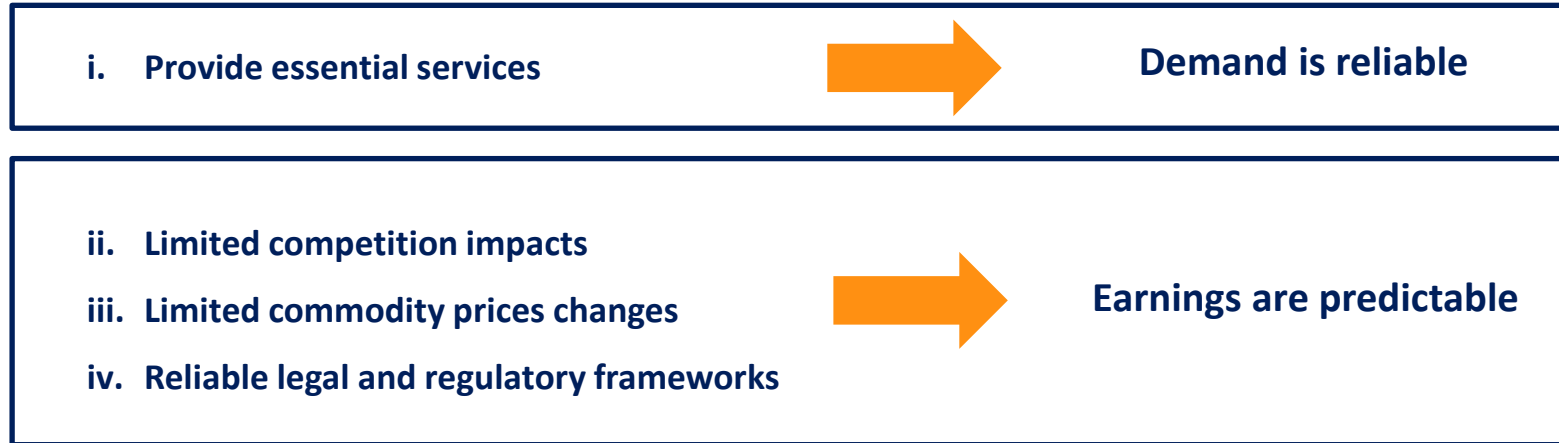 i. Provide essential services
Demand is reliable
ii. Limited competition impacts
iii. Limited commodity prices changes
iv. Reliable legal and regulatory frameworks
Earnings are predictable